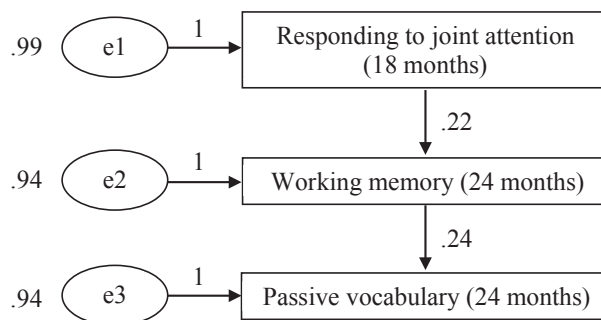 .99
e1
1
Responding to joint attention
(18 months)
.22
.94
e2
1
Working memory (24 months)
.24
.94
e3
1
Passive vocabulary (24 months)